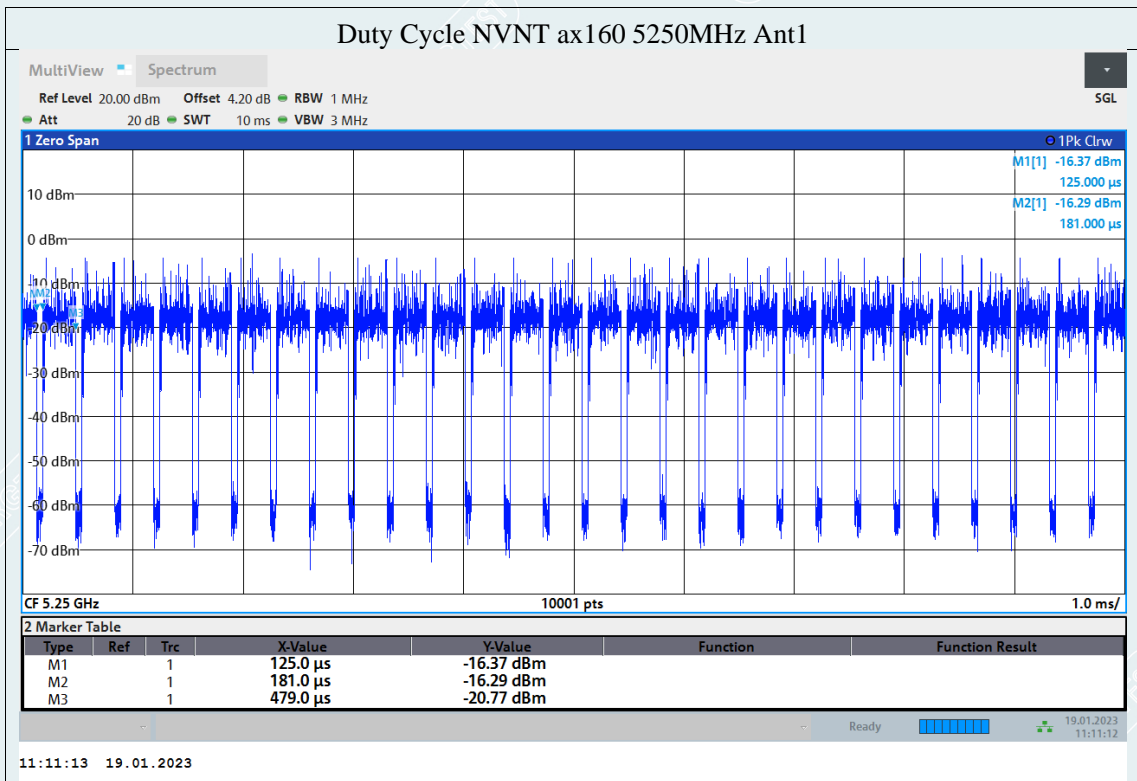 Duty Cycle NVNT ax160 5250MHz Ant1
MultiView Spectrum
Ref Level 20.00 dBm Offset 4.20 dB RBW 1 MHz SGL
Att 20 dB SWT 10 ms VBW 3 MHz
1 Zero Span 1Pk Clrw
M1[1] -16.37 dBm
125.000 µs
10 dBm
M2[1] -16.29 dBm
181.000 µs
0 dBm
-10 dBm
M2
M3
-20 dBm
-30 dBm
-40 dBm
-50 dBm
-60 dBm
-70 dBm
CF 5.25 GHz 10001 pts 1.0 ms/
2 Marker Table
Type Ref Trc X-Value Y-Value Function Function Result
M1 1 125.0 µs -16.37 dBm
M2 1 181.0 µs -16.29 dBm
M3 1 479.0 µs -20.77 dBm
Ready 19.01.2023
11:11:12
11:11:13 19.01.2023